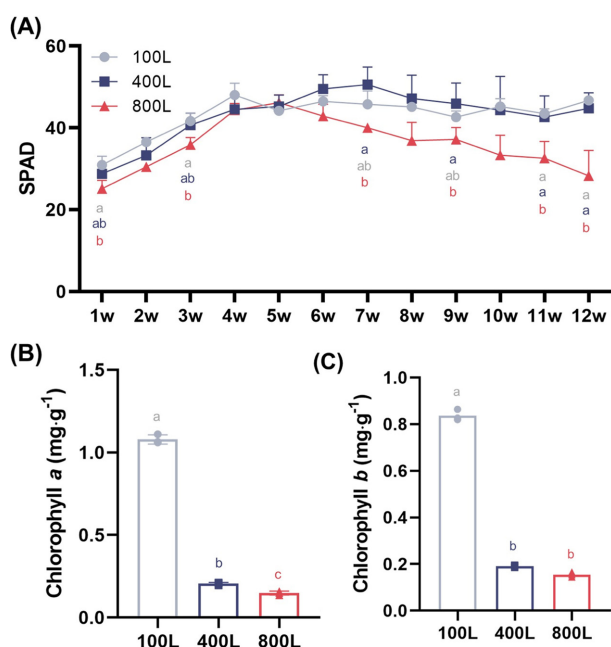 (A)
60
40
20
0
SPAD
100L
400L
800L
a a a a
a ab ab ab a a
ab b b b b b
b
1w 2w 3w 4w 5w 6w 7w 8w 9w 10w 11w 12w
(B)
1.5
1.0
0.5
0.0
Chlorophyll a (mg·g⁻¹)
a
b
c
100L 400L 800L
(C)
1.0
0.8
0.6
0.4
0.2
0.0
Chlorophyll b (mg·g⁻¹)
a
b
b
100L 400L 800L